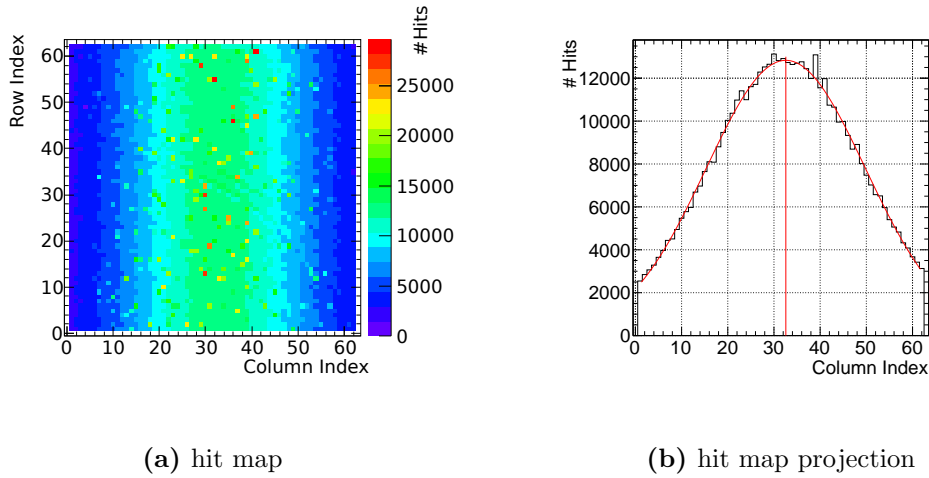 Row Index
60
50
40
30
20
10
0
0 10 20 30 40 50 60
Column Index
# Hits
25000
20000
15000
10000
5000
0
# Hits
12000
10000
8000
6000
4000
2000
0
0 10 20 30 40 50 60
Column Index
(a) hit map
(b) hit map projection